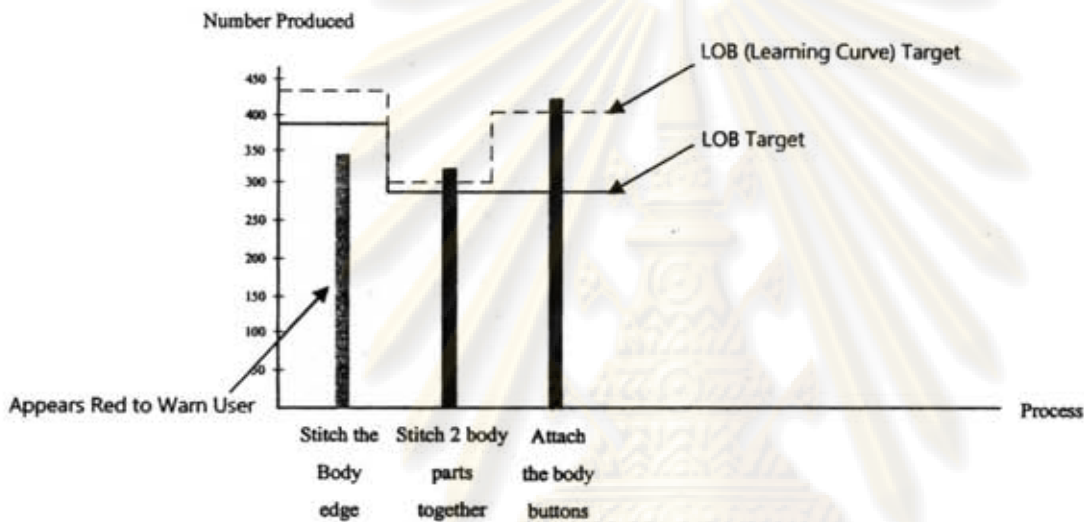 Number Produced
LOB (Learning Curve) Target
LOB Target
450
400
350
300
250
200
150
100
50
Appears Red to Warn User
Process
Stitch the
Body
edge
Stitch 2 body
parts
together
Attach
the body
buttons